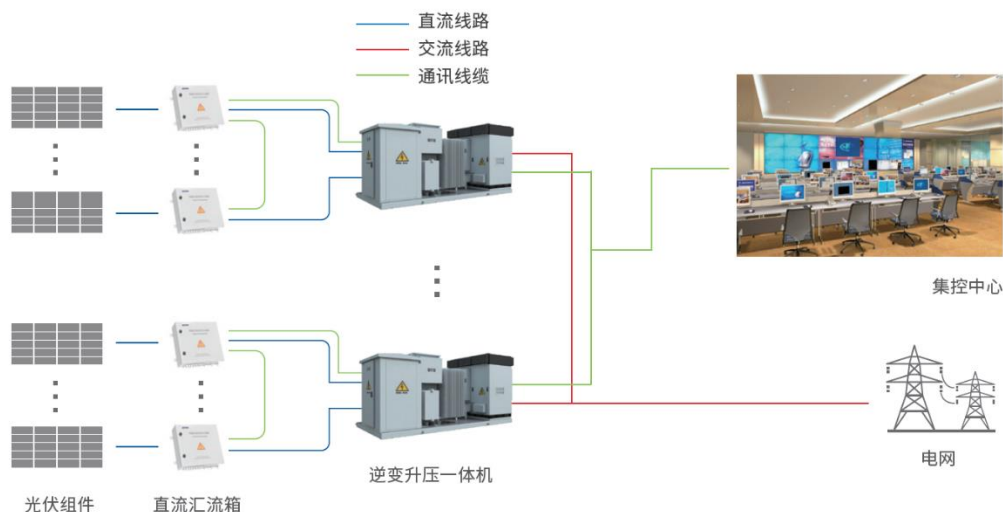 直流线路
交流线路
通讯线缆
集控中心
电网
逆变升压一体机
光伏组件
直流汇流箱